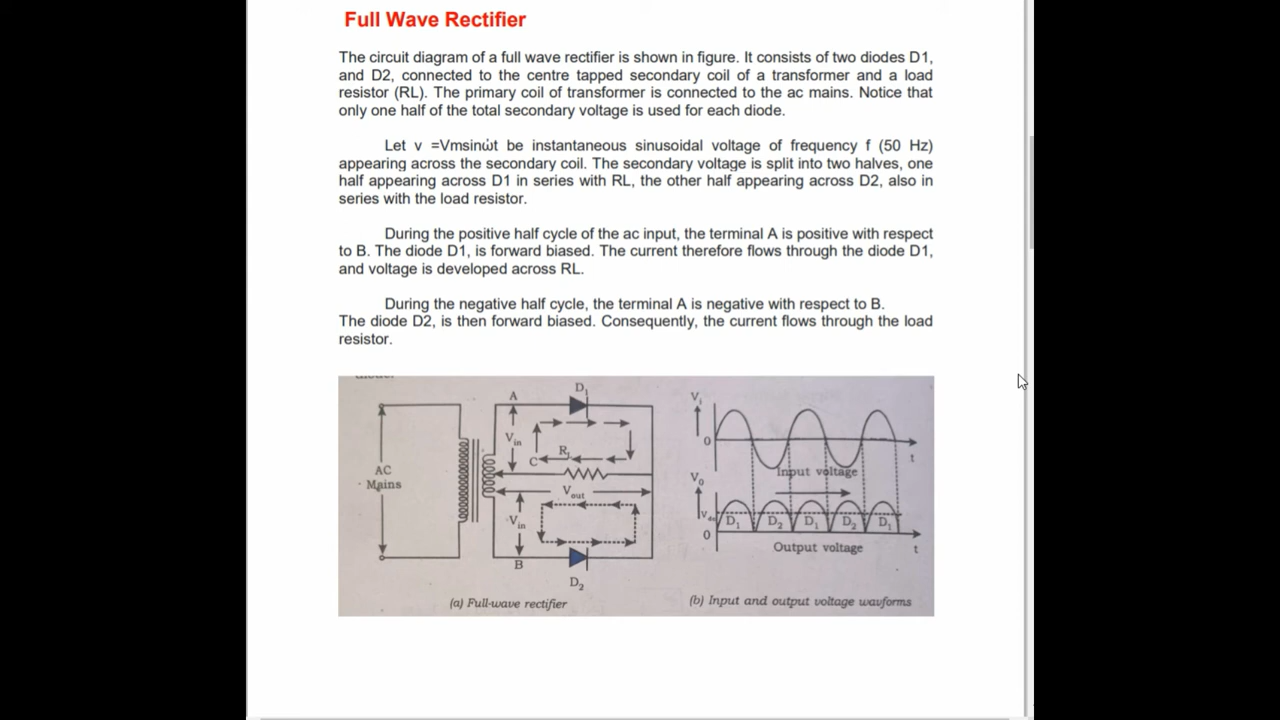 Full Wave Rectifier
The circuit diagram of a full wave rectifier is shown in figure. It consists of two diodes D1,
and D2, connected to the centre tapped secondary coil of a transformer and a load
resistor (RL). The primary coil of transformer is connected to the ac mains. Notice that
only one half of the total secondary voltage is used for each diode.
Let v =Vmsinώt be instantaneous sinusoidal voltage of frequency f (50 Hz)
appearing across the secondary coil. The secondary voltage is split into two halves, one
half appearing across D1 in series with RL, the other half appearing across D2, also in
series with the load resistor.
During the positive half cycle of the ac input, the terminal A is positive with respect
to B. The diode D1, is forward biased. The current therefore flows through the diode D1,
and voltage is developed across RL.
During the negative half cycle, the terminal A is negative with respect to B.
The diode D2, is then forward biased. Consequently, the current flows through the load
resistor.
AC
Mains
A
D1
Vin
C
RL
Vout
Vin
B
D2
(a) Full-wave rectifier
Vi
0
t
Input voltage
Vo
Vdc
D1 D2 D1 D2 D1
0
Output voltage
t
(b) Input and output voltage wavforms